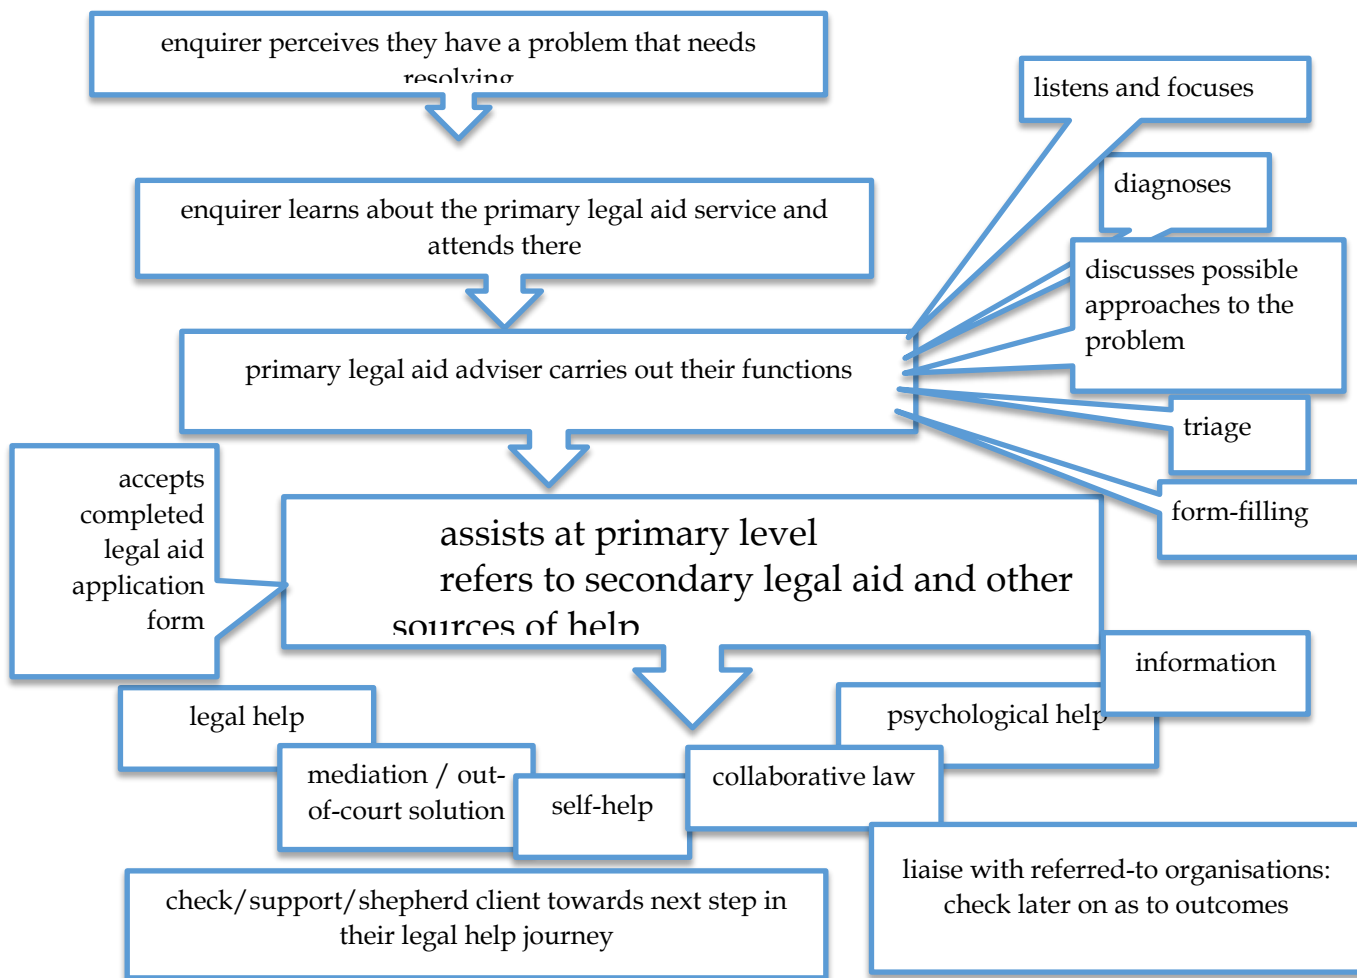 enquirer perceives they have a problem that needs
resolving
listens and focuses
diagnoses
enquirer learns about the primary legal aid service and
attends there
discusses possible
approaches to the
problem
primary legal aid adviser carries out their functions
triage
form-filling
accepts
completed
legal aid
application
form
assists at primary level
refers to secondary legal aid and other
sources of help
information
legal help
psychological help
mediation / out-
of-court solution
self-help
collaborative law
liaise with referred-to organisations:
check later on as to outcomes
check/support/shepherd client towards next step in
their legal help journey